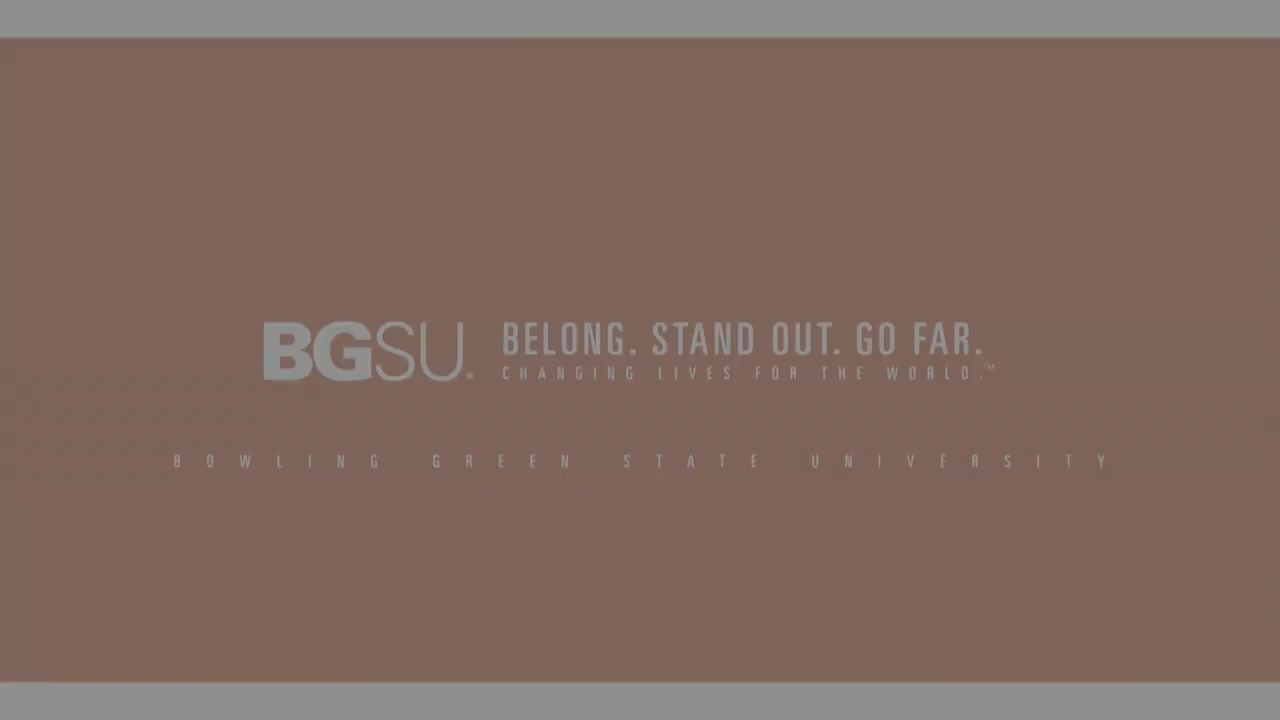 BGSU. BELONG. STAND OUT. GO FAR.
CHANGING LIVES FOR THE WORLD.™
BOWLING GREEN STATE UNIVERSITY